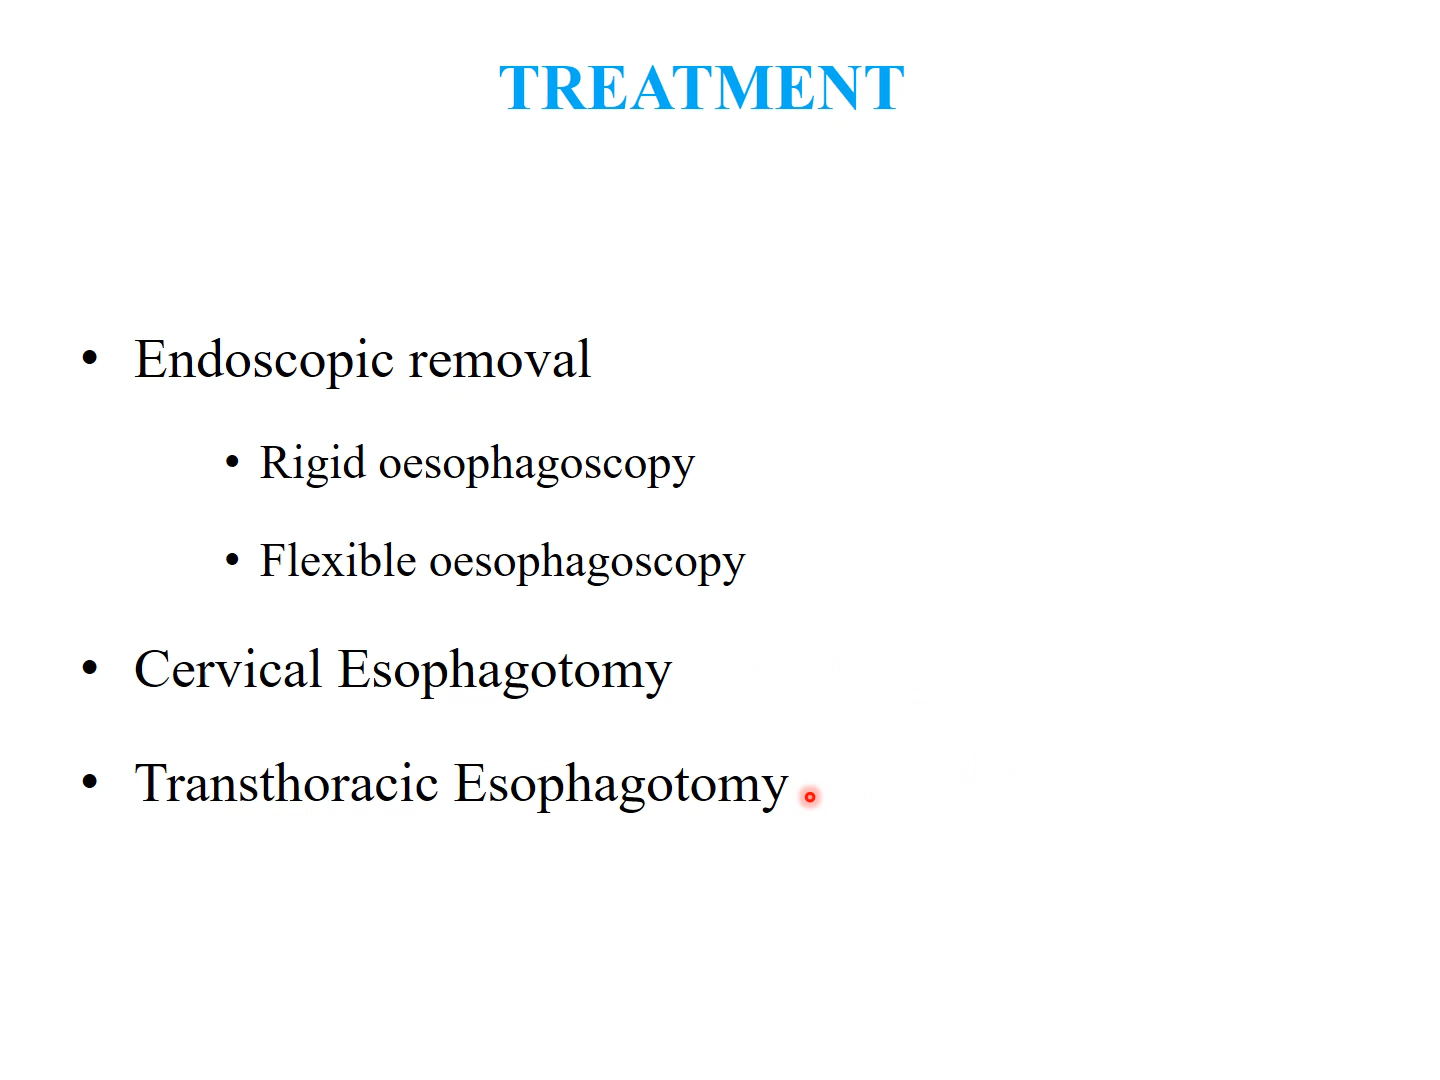 TREATMENT
• Endoscopic removal
• Rigid oesophagoscopy
• Flexible oesophagoscopy
• Cervical Esophagotomy
• Transthoracic Esophagotomy